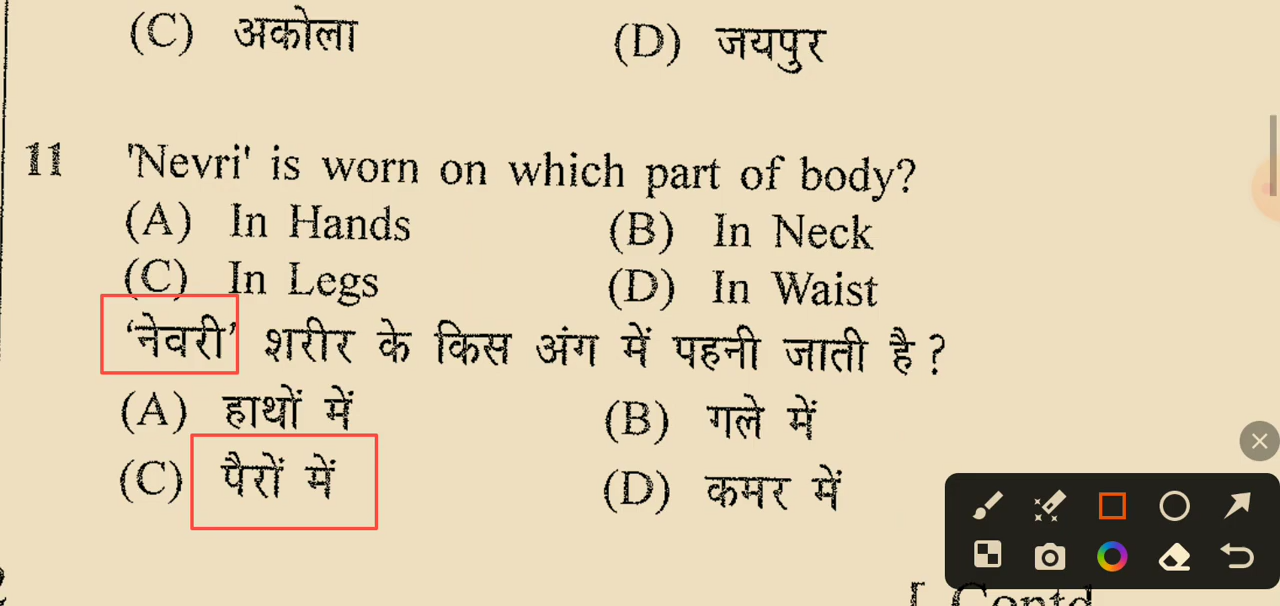 (C) अकोला (D) जयपुर
11 'Nevri' is worn on which part of body?
(A) In Hands (B) In Neck
(C) In Legs (D) In Waist
‘नेवरी’ शरीर के किस अंग में पहनी जाती है ?
(A) हाथों में (B) गले में
(C) पैरों में (D) कमर में
[ Contd